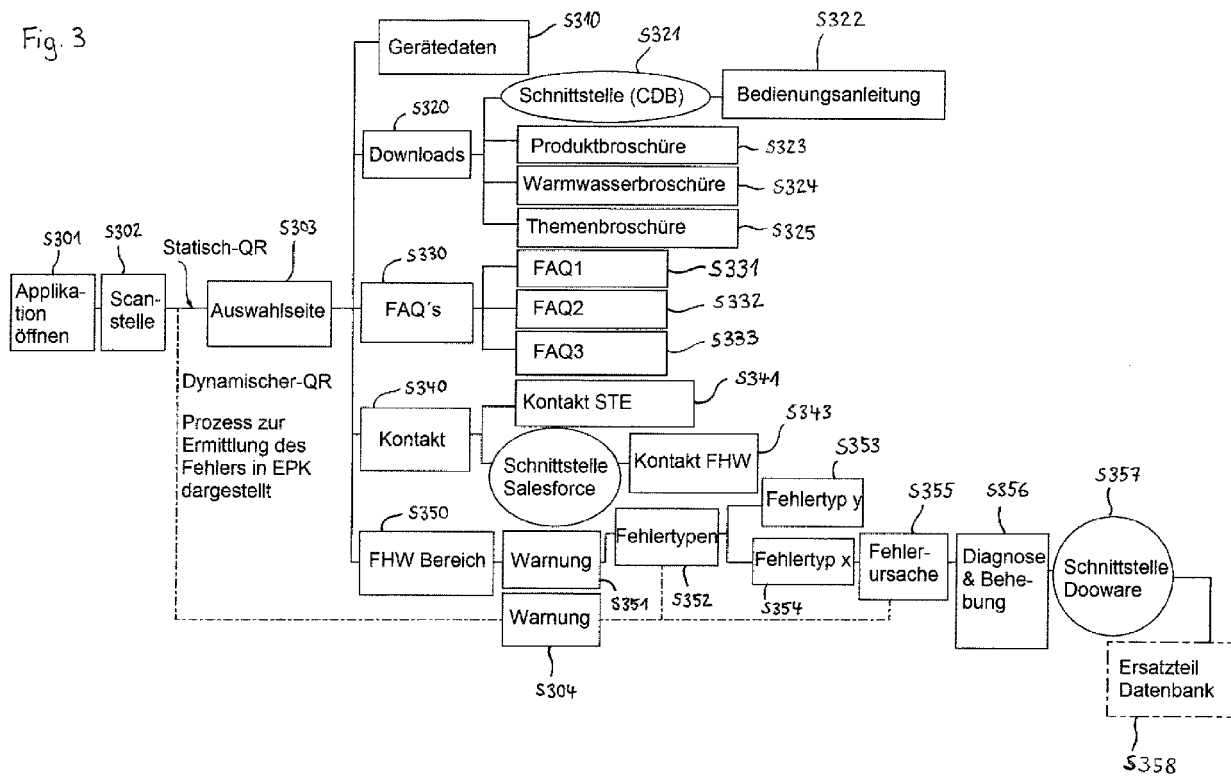 Fig. 3
S310
Gerätedaten
S321
S322
Schnittstelle (CDB)
Bedienungsanleitung
S320
Downloads
Produktbroschüre
S323
Warmwasserbroschüre
S324
Themenbroschüre
S325
S301
S302
Statisch-QR
S303
S330
Applika-
tion
öffnen
Scan-
stelle
Auswahlseite
FAQ´s
FAQ1
S331
FAQ2
S332
FAQ3
S333
Dynamischer-QR
Prozess zur
Ermittlung des
Fehlers in EPK
dargestellt
S340
Kontakt
Kontakt STE
S341
S343
Schnittstelle
Salesforce
Kontakt FHW
S353
Fehlertyp y
S355
S356
S357
S350
FHW Bereich
Warnung
S351
Fehlertypen
S352
Fehlertyp x
S354
Fehler-
ursache
Diagnose
& Behe-
bung
Schnittstelle
Dooware
Warnung
S304
Ersatzteil
Datenbank
S358